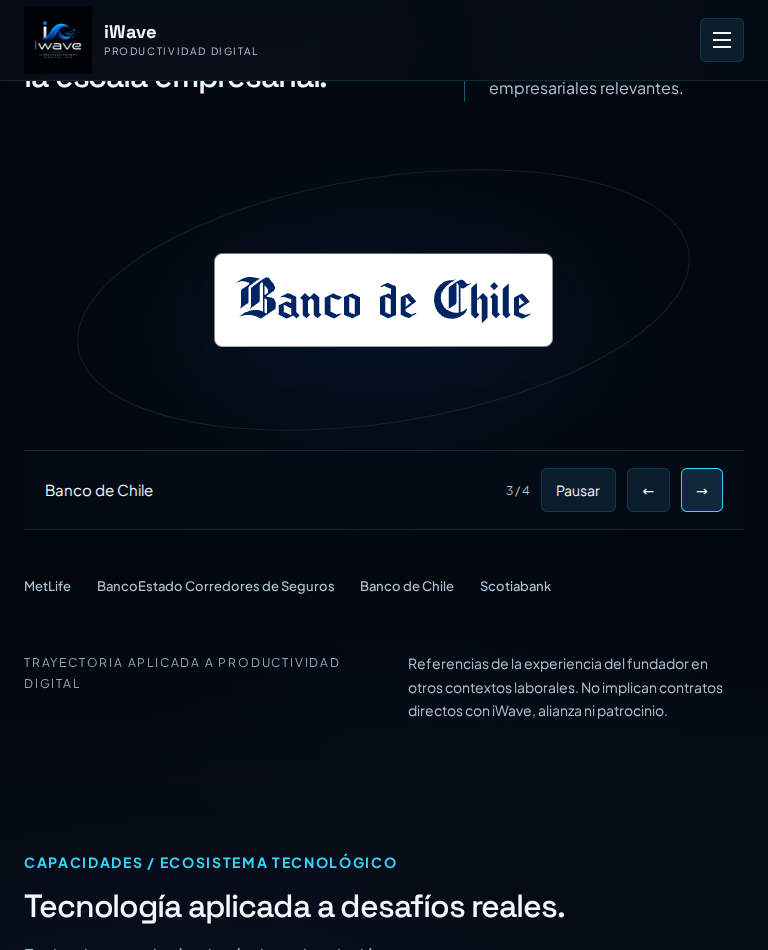 iwave
iWave
PRODUCTIVIDAD DIGITAL
la escala empresarial.
empresariales relevantes.
Banco de Chile
Banco de Chile
3 / 4
Pausar
←
→
MetLife
BancoEstado Corredores de Seguros
Banco de Chile
Scotiabank
TRAYECTORIA APLICADA A PRODUCTIVIDAD
DIGITAL
Referencias de la experiencia del fundador en
otros contextos laborales. No implican contratos
directos con iWave, alianza ni patrocinio.
CAPACIDADES / ECOSISTEMA TECNOLÓGICO
Tecnología aplicada a desafíos reales.